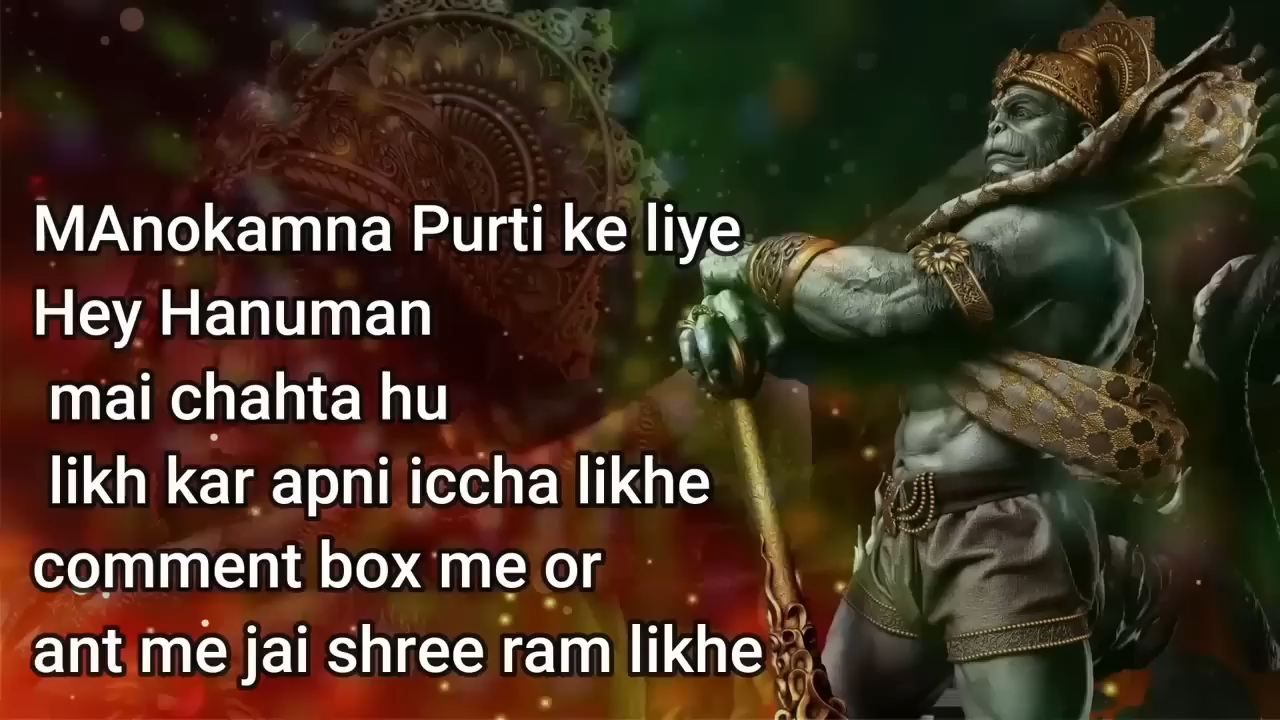 MAnokamna Purti ke liye
Hey Hanuman
mai chahta hu
likh kar apni iccha likhe
comment box me or
ant me jai shree ram likhe